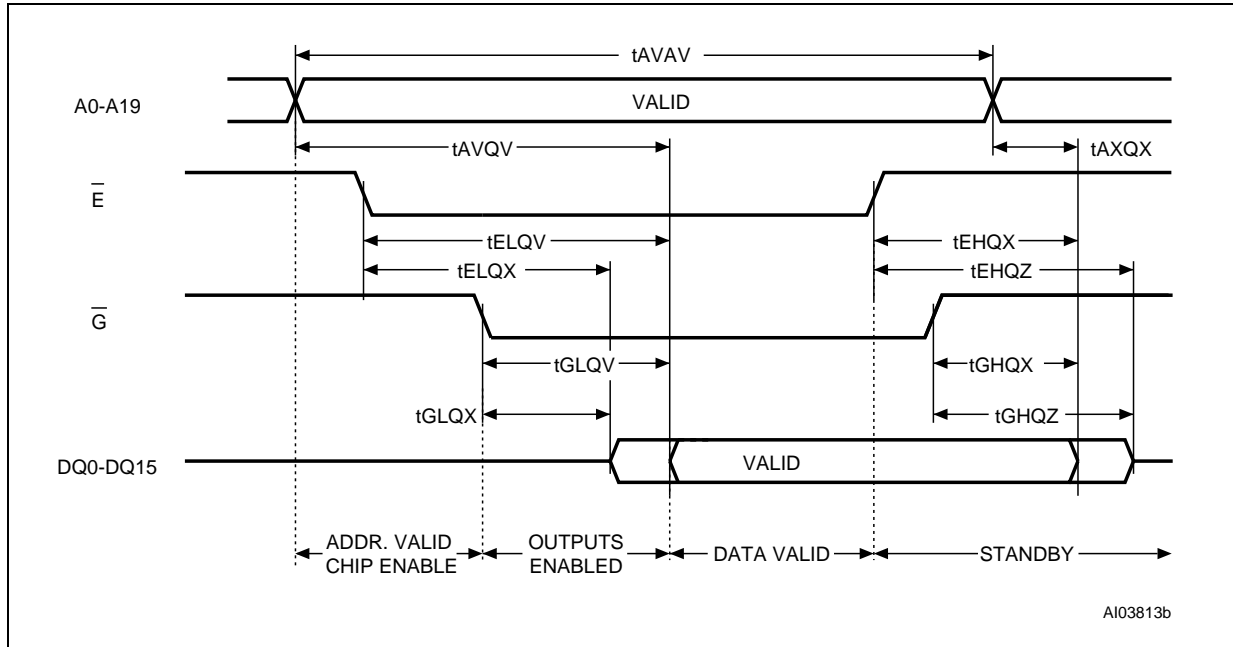 tAVAV
A0-A19
VALID
tAVQV
tAXQX
E
tELQV
tEHQX
tELQX
tEHQZ
G
tGLQV
tGHQX
tGLQX
tGHQZ
DQ0-DQ15
VALID
ADDR. VALID
CHIP ENABLE
OUTPUTS
ENABLED
DATA VALID
STANDBY
AI03813b